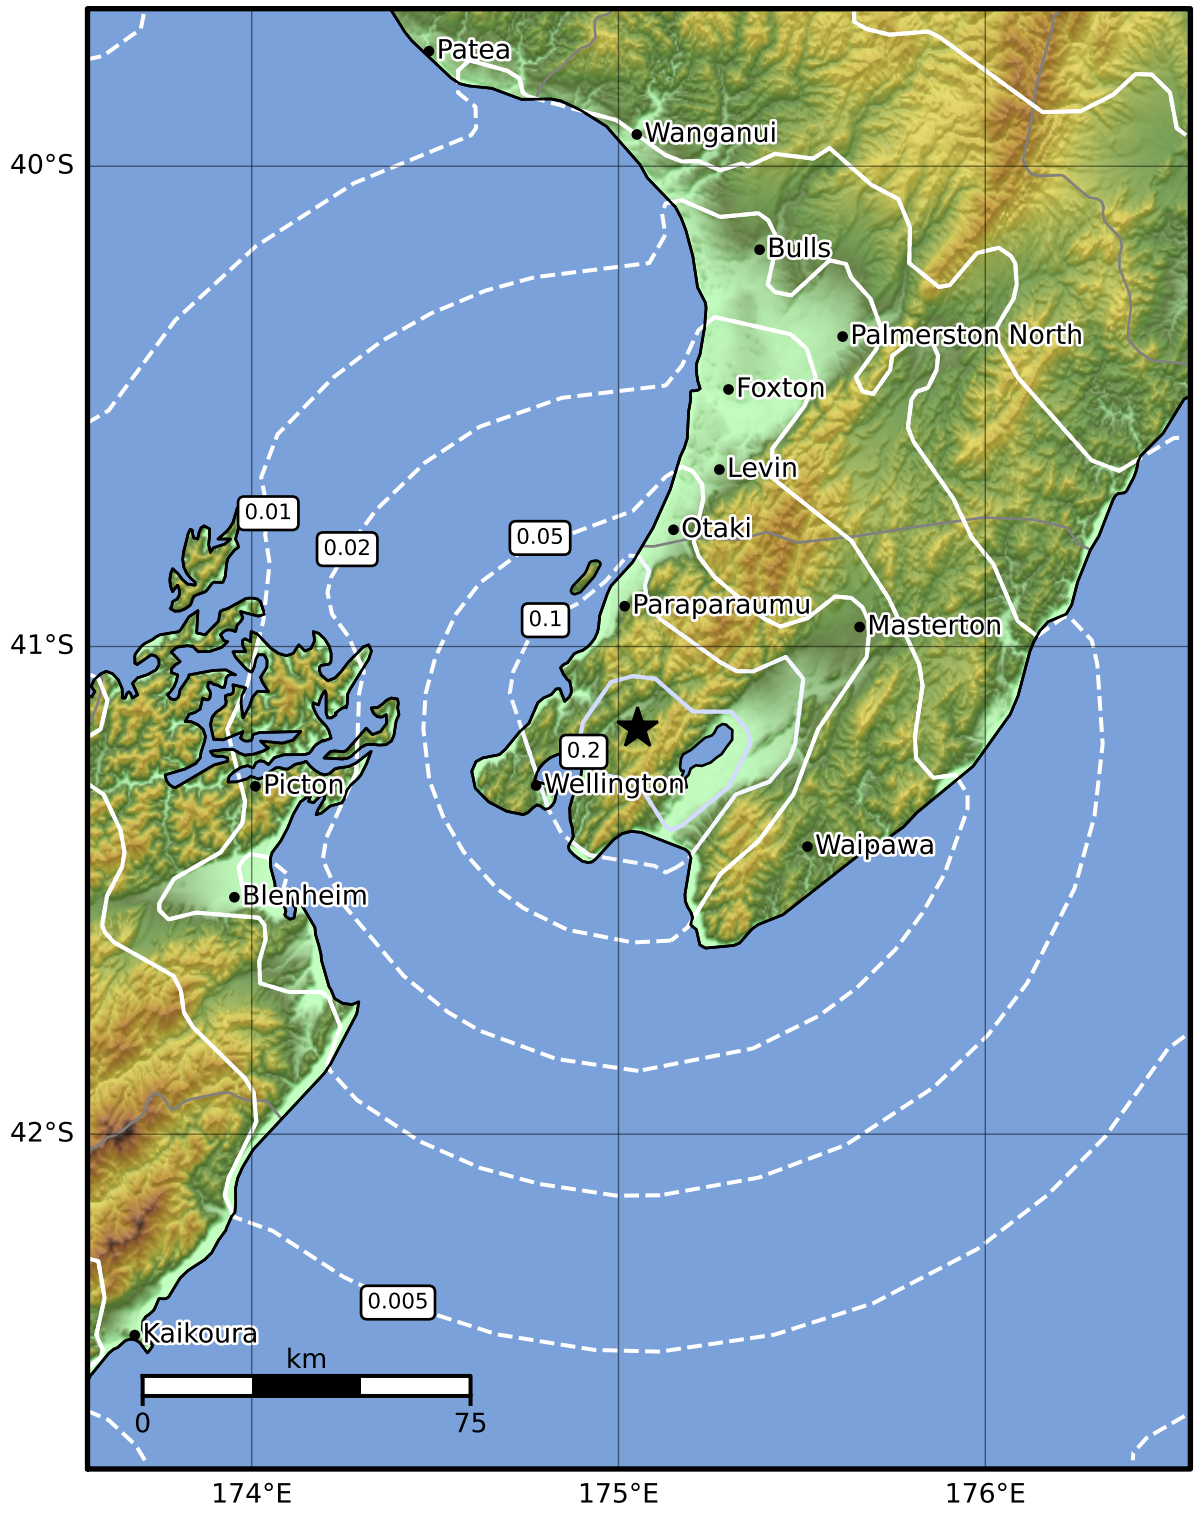 Patea
Wanganui
40°S
Bulls
Palmerston North
Foxton
Levin
0.01
Otaki
0.05
0.02
Paraparaumu
0.1
Masterton
41°S
0.2
Wellington
Picton
Waipawa
Blenheim
42°S
0.005
Kaikoura
km
0 75
174°E 175°E 176°E